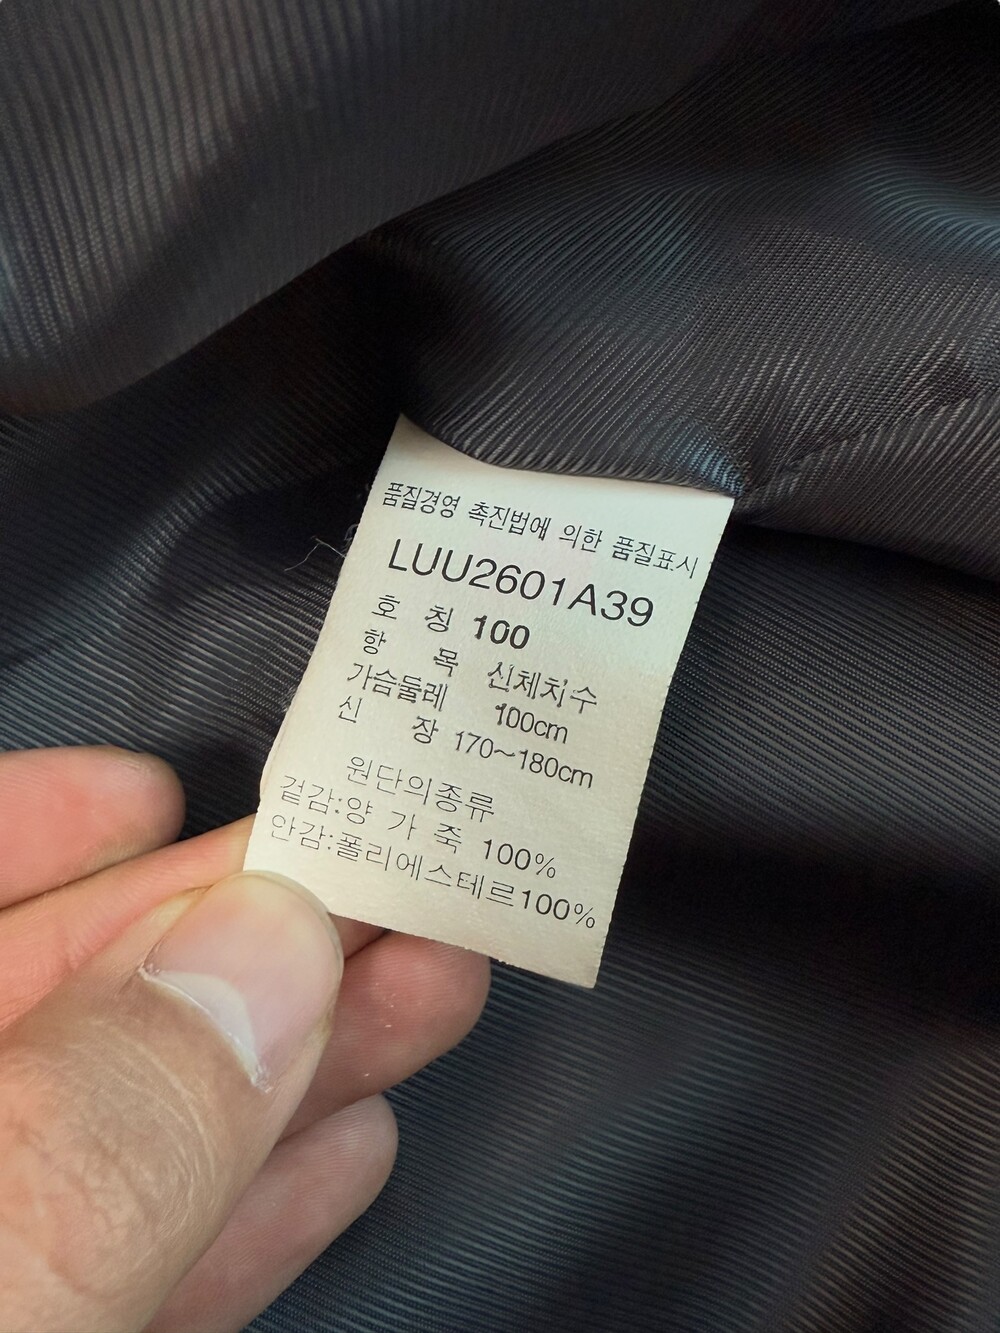 품질경영 촉진법에 의한 품질표시
LUU2601A39
호 칭 100
항 목 신체치수
가슴둘레 100cm
신 장 170~180cm
원단의종류
겉감:양 가 죽 100%
안감:폴리에스테르100%